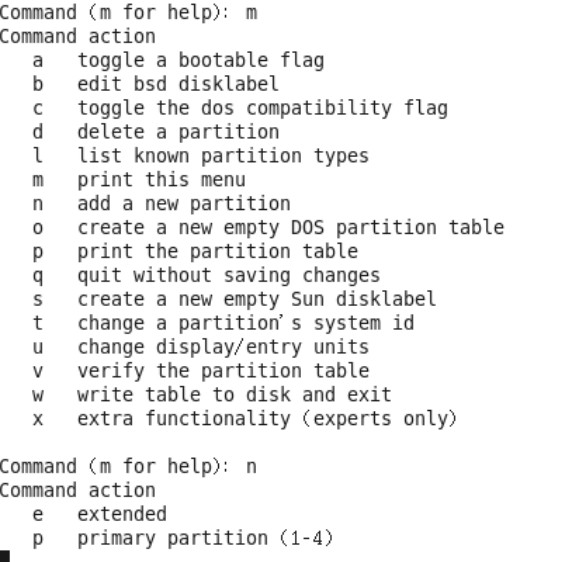 Command (m for help): m
Command action
   a   toggle a bootable flag
   b   edit bsd disklabel
   c   toggle the dos compatibility flag
   d   delete a partition
   l   list known partition types
   m   print this menu
   n   add a new partition
   o   create a new empty DOS partition table
   p   print the partition table
   q   quit without saving changes
   s   create a new empty Sun disklabel
   t   change a partition's system id
   u   change display/entry units
   v   verify the partition table
   w   write table to disk and exit
   x   extra functionality (experts only)

Command (m for help): n
Command action
   e   extended
   p   primary partition (1-4)